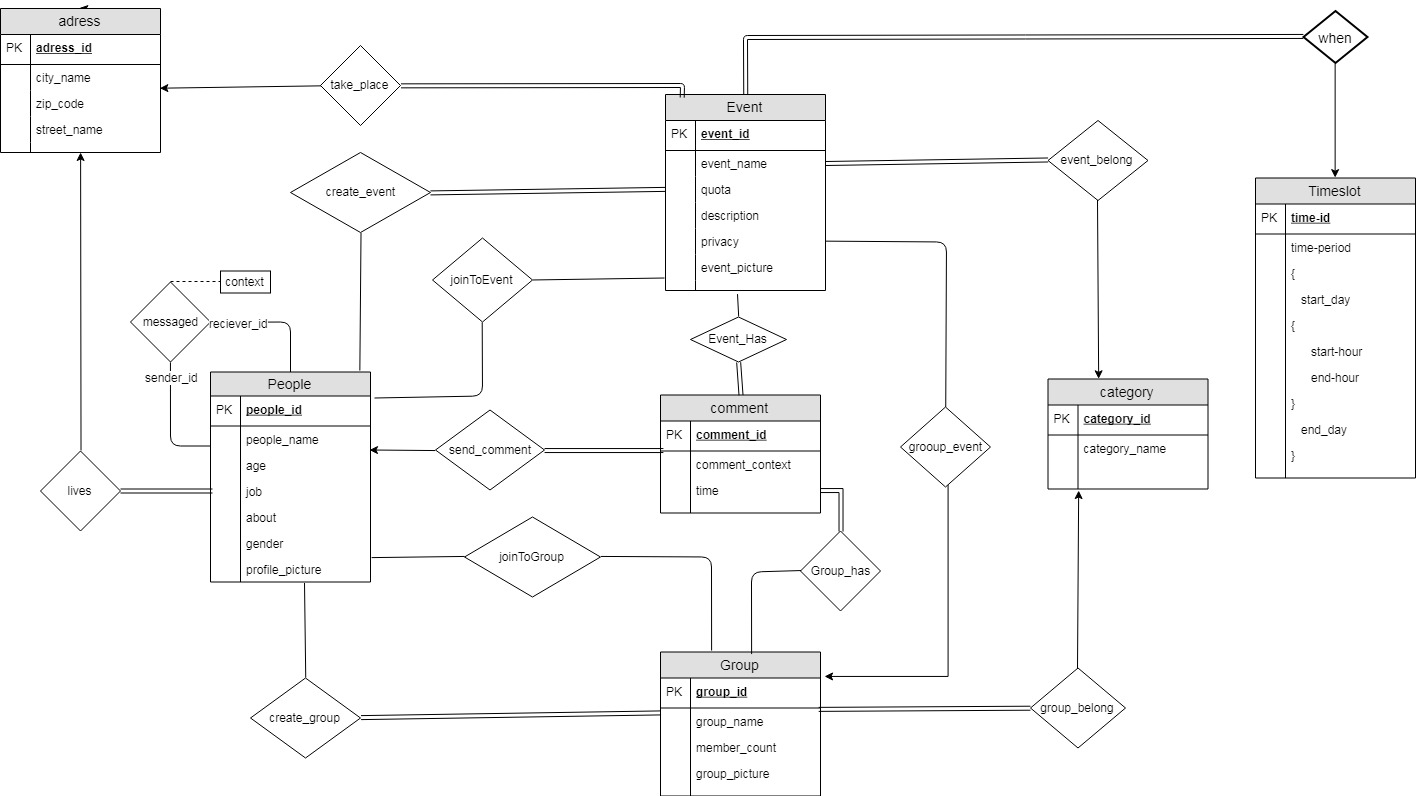 adress
PK adress_id
city_name
zip_code
street_name
take_place
when
Event
PK event_id
event_name
quota
description
privacy
event_picture
create_event
event_belong
Timeslot
PK time-id
time-period
{
start_day
{
start-hour
end-hour
}
end_day
}
joinToEvent
context
messaged
reciever_id
sender_id
Event_Has
People
PK people_id
people_name
age
job
about
gender
profile_picture
category
PK category_id
category_name
comment
PK comment_id
comment_context
time
send_comment
grooup_event
lives
joinToGroup
Group_has
Group
PK group_id
group_name
member_count
group_picture
create_group
group_belong